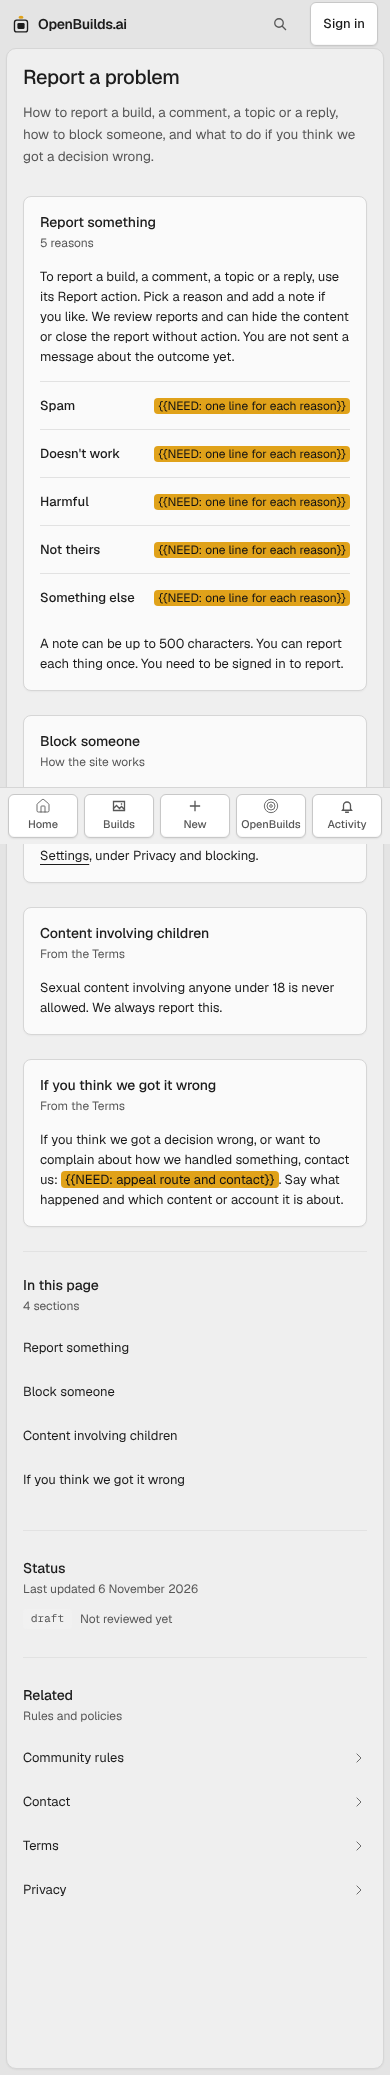 OpenBuilds.ai
Sign in
Report a problem
How to report a build, a comment, a topic or a reply,
how to block someone, and what to do if you think we
got a decision wrong.
Report something
5 reasons
To report a build, a comment, a topic or a reply, use
its Report action. Pick a reason and add a note if
you like. We review reports and can hide the content
or close the report without action. You are not sent a
message about the outcome yet.
Spam {{NEED: one line for each reason}}
Doesn't work {{NEED: one line for each reason}}
Harmful {{NEED: one line for each reason}}
Not theirs {{NEED: one line for each reason}}
Something else {{NEED: one line for each reason}}
A note can be up to 500 characters. You can report
each thing once. You need to be signed in to report.
Block someone
How the site works
Home Builds New OpenBuilds Activity
Settings, under Privacy and blocking.
Content involving children
From the Terms
Sexual content involving anyone under 18 is never
allowed. We always report this.
If you think we got it wrong
From the Terms
If you think we got a decision wrong, or want to
complain about how we handled something, contact
us: {{NEED: appeal route and contact}}. Say what
happened and which content or account it is about.
In this page
4 sections
Report something
Block someone
Content involving children
If you think we got it wrong
Status
Last updated 6 November 2026
draft Not reviewed yet
Related
Rules and policies
Community rules
Contact
Terms
Privacy